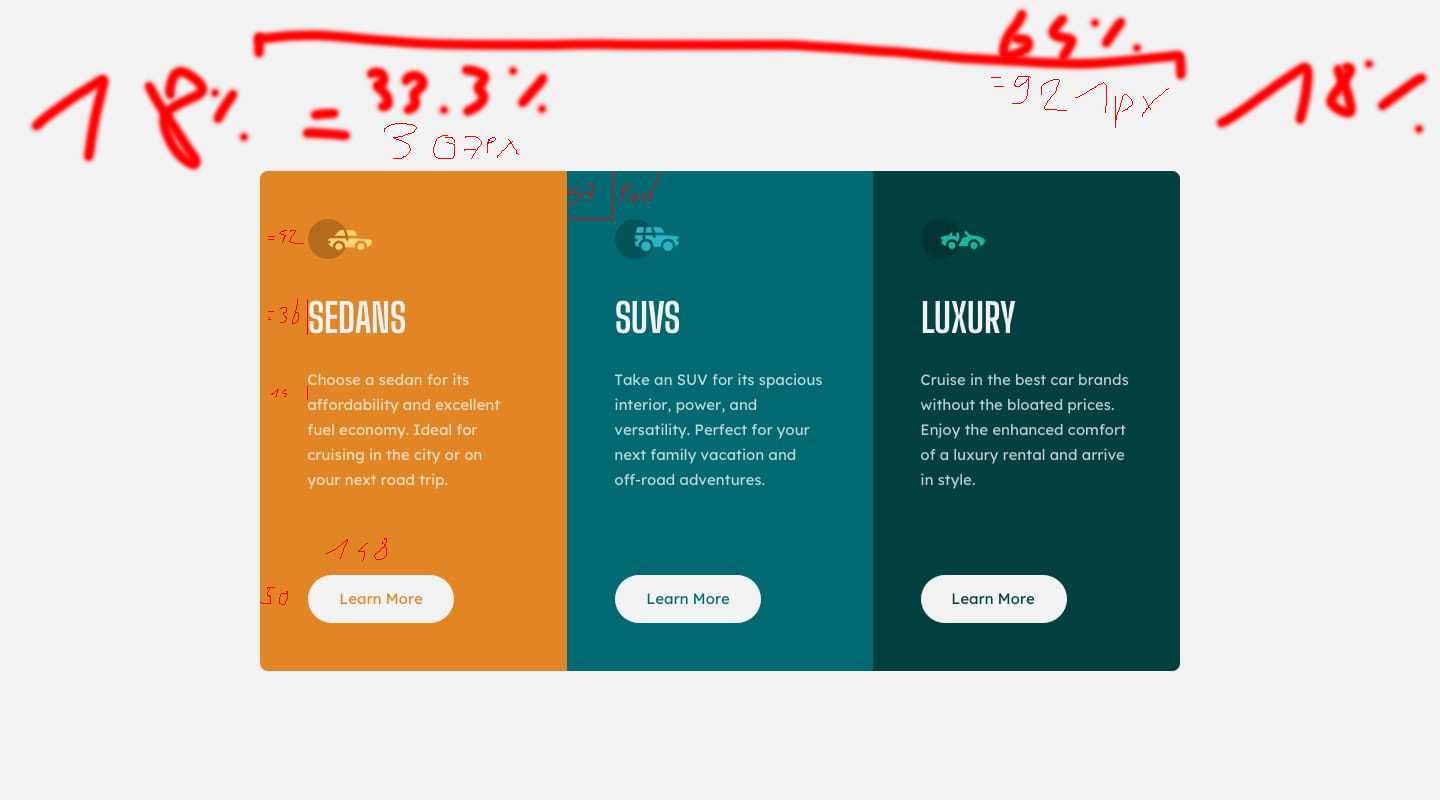 64%
18% = 33.3% 18%
307px = 921px
=42
SEDANS SUVS LUXURY
=36
Choose a sedan for its
affordability and excellent
fuel economy. Ideal for
cruising in the city or on
your next road trip.
Take an SUV for its spacious
interior, power, and
versatility. Perfect for your
next family vacation and
off-road adventures.
Cruise in the best car brands
without the bloated prices.
Enjoy the enhanced comfort
of a luxury rental and arrive
in style.
148
50
Learn More Learn More Learn More